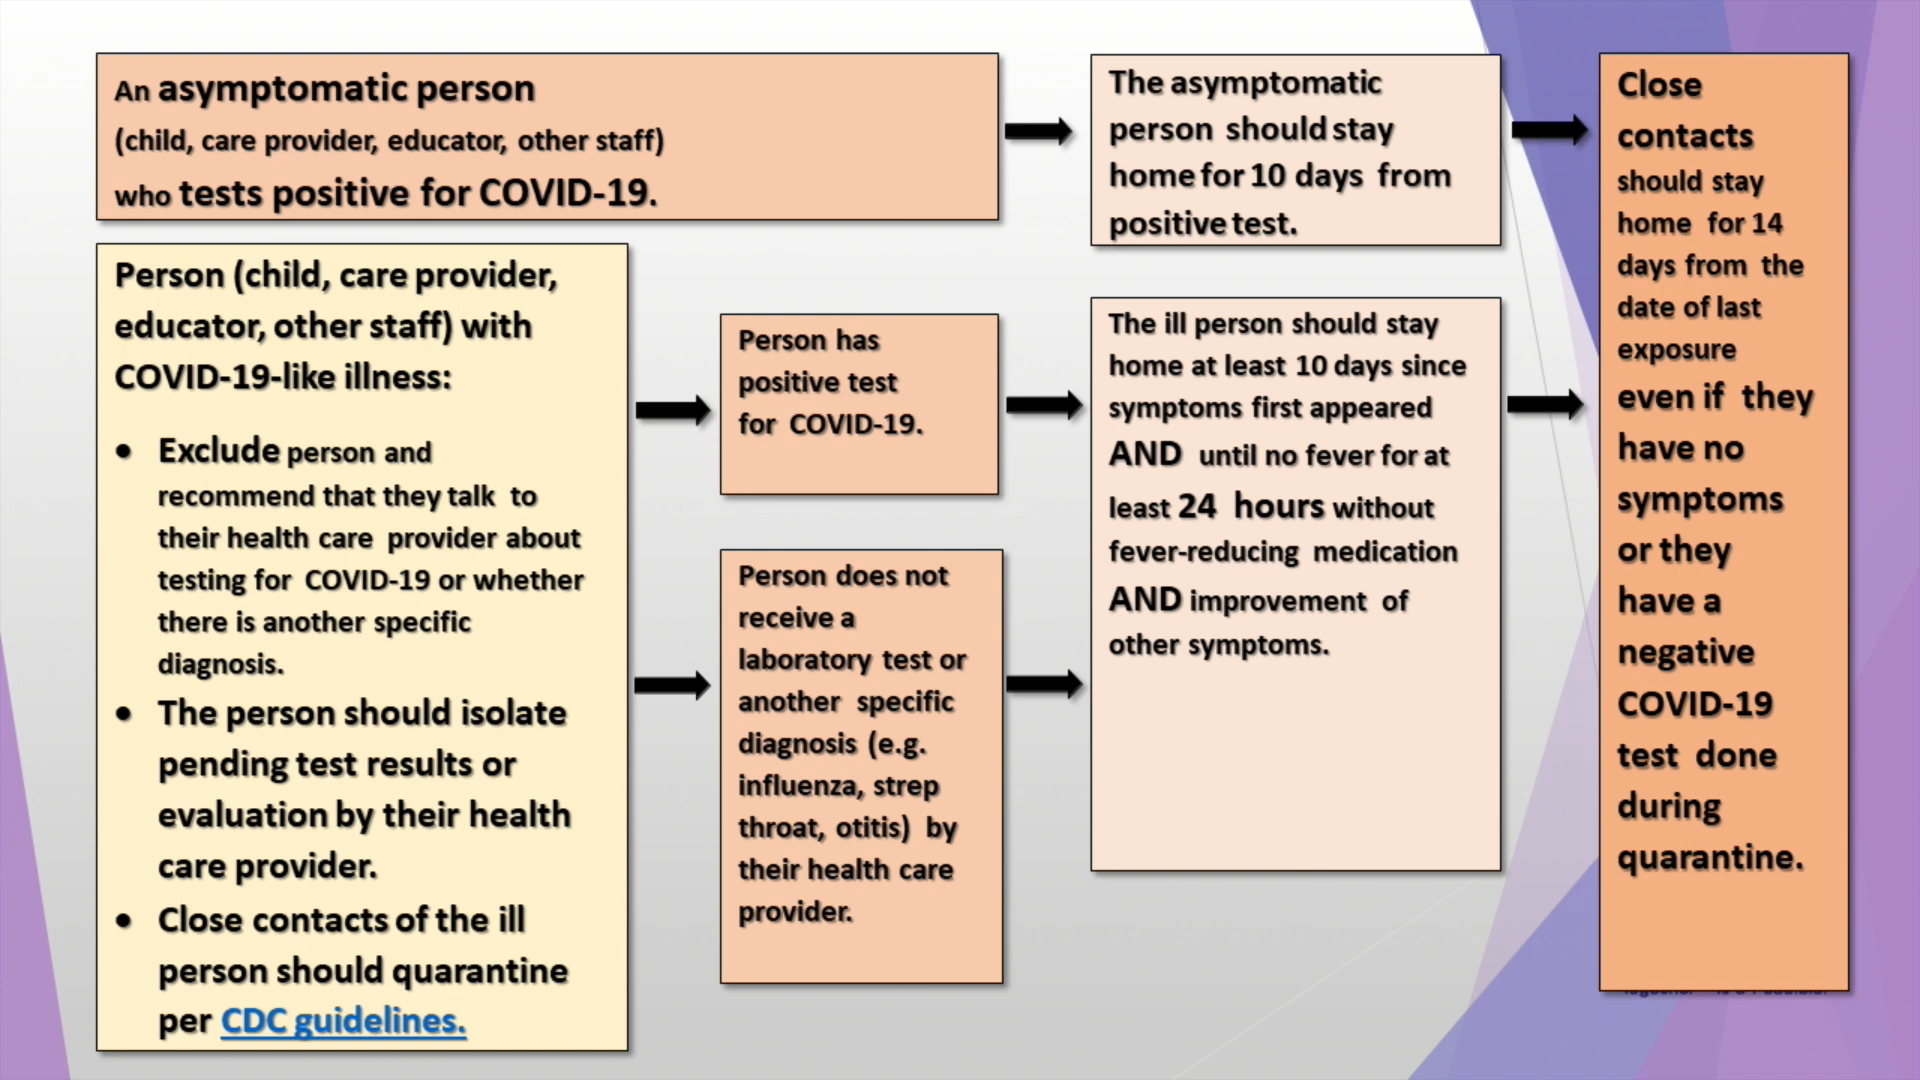 An asymptomatic person
(child, care provider, educator, other staff)
who tests positive for COVID-19.
The asymptomatic
person should stay
home for 10 days from
positive test.
Person (child, care provider,
educator, other staff) with
COVID-19-like illness:
• Exclude person and
recommend that they talk to
their health care provider about
testing for COVID-19 or whether
there is another specific
diagnosis.
• The person should isolate
pending test results or
evaluation by their health
care provider.
• Close contacts of the ill
person should quarantine
per CDC guidelines.
Person has
positive test
for COVID-19.
Person does not
receive a
laboratory test or
another specific
diagnosis (e.g.
influenza, strep
throat, otitis) by
their health care
provider.
The ill person should stay
home at least 10 days since
symptoms first appeared
AND until no fever for at
least 24 hours without
fever-reducing medication
AND improvement of
other symptoms.
Close
contacts
should stay
home for 14
days from the
date of last
exposure
even if they
have no
symptoms
or they
have a
negative
COVID-19
test done
during
quarantine.